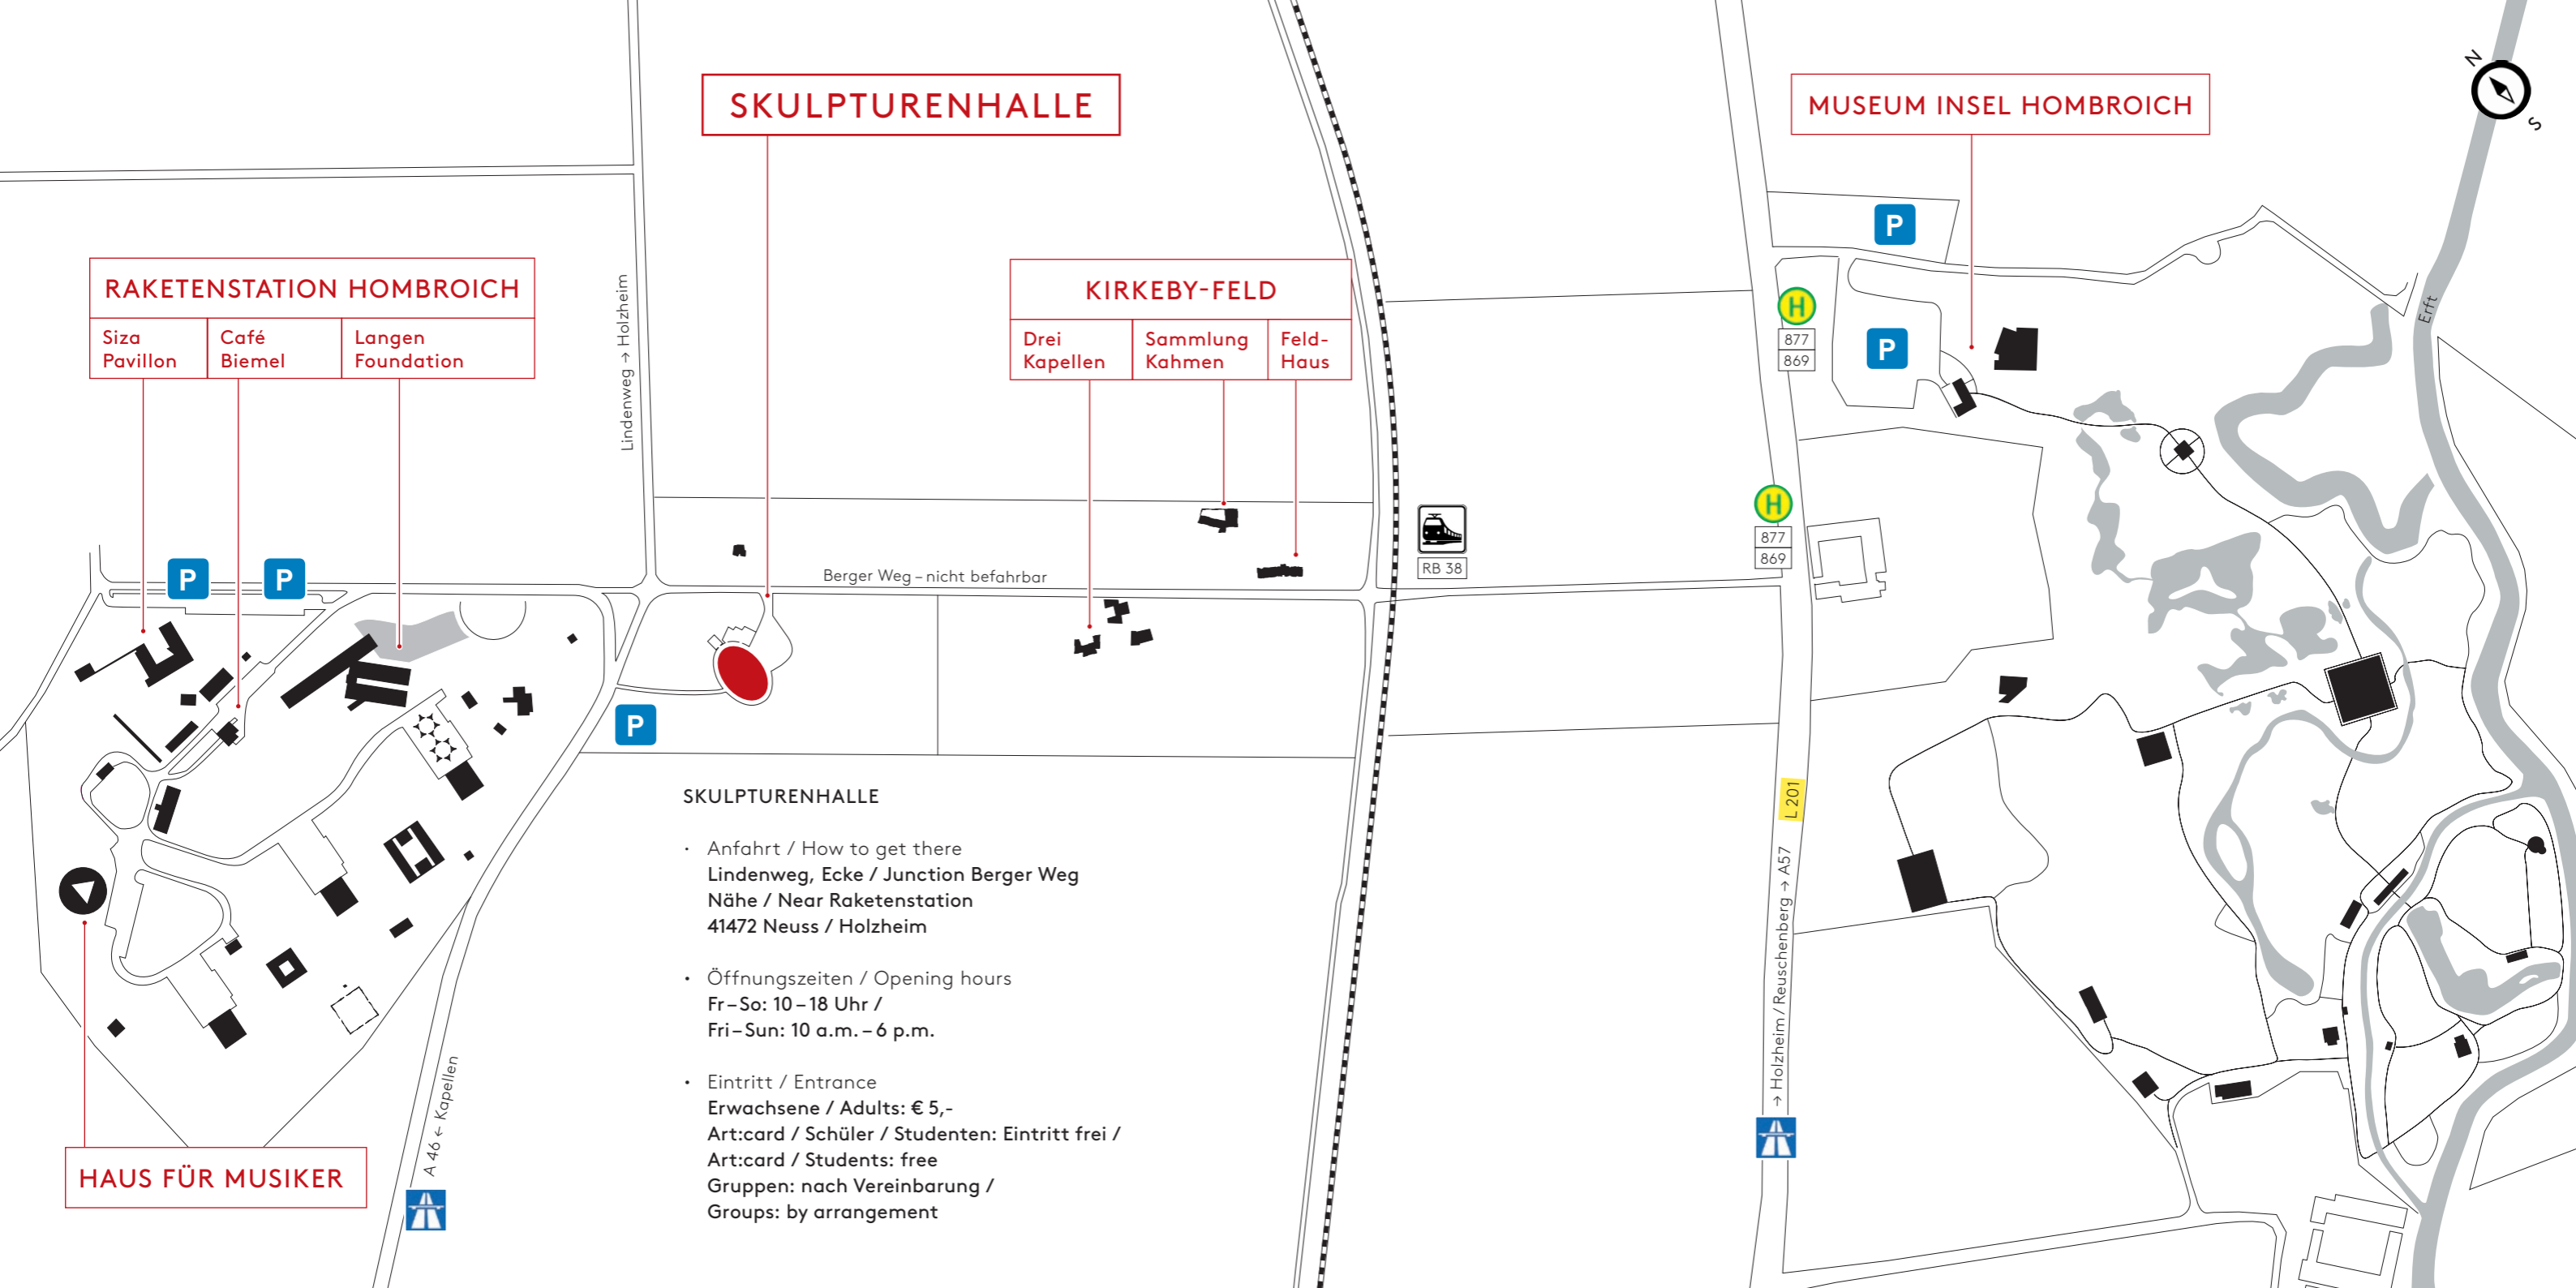 SKULPTURENHALLE
MUSEUM INSEL HOMBROICH
N
S
P
RAKETENSTATION HOMBROICH
Siza
Pavillon
Café
Biemel
Langen
Foundation
Lindenweg → Holzheim
KIRKEBY-FELD
Drei
Kapellen
Sammlung
Kahmen
Feld-
Haus
H
877
869
P
Erft
H
877
869
RB 38
P
P
Berger Weg – nicht befahrbar
P
L 201
→ Holzheim / Reuschenberg → A57
SKULPTURENHALLE
· Anfahrt / How to get there
Lindenweg, Ecke / Junction Berger Weg
Nähe / Near Raketenstation
41472 Neuss / Holzheim
· Öffnungszeiten / Opening hours
Fr – So: 10 – 18 Uhr /
Fri – Sun: 10 a.m. – 6 p.m.
· Eintritt / Entrance
Erwachsene / Adults: € 5,-
Art:card / Schüler / Studenten: Eintritt frei /
Art:card / Students: free
Gruppen: nach Vereinbarung /
Groups: by arrangement
A 46 ← Kapellen
HAUS FÜR MUSIKER